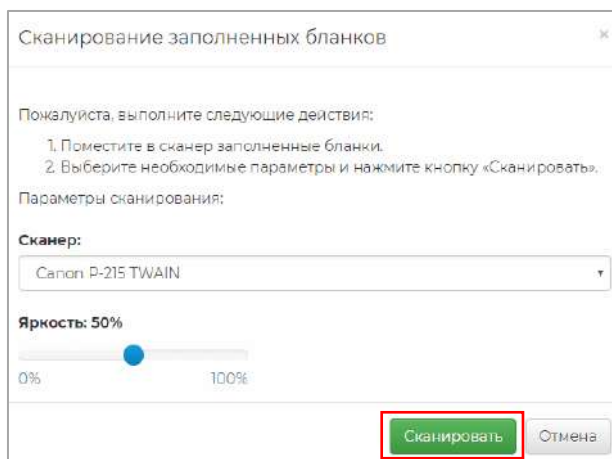 Сканирование заполненных бланков ×
Пожалуйста, выполните следующие действия:
1. Поместите в сканер заполненные бланки.
2. Выберите необходимые параметры и нажмите кнопку «Сканировать».
Параметры сканирования:
Сканер:
Canon P-215 TWAIN
Яркость: 50%
0% 100%
Сканировать Отмена